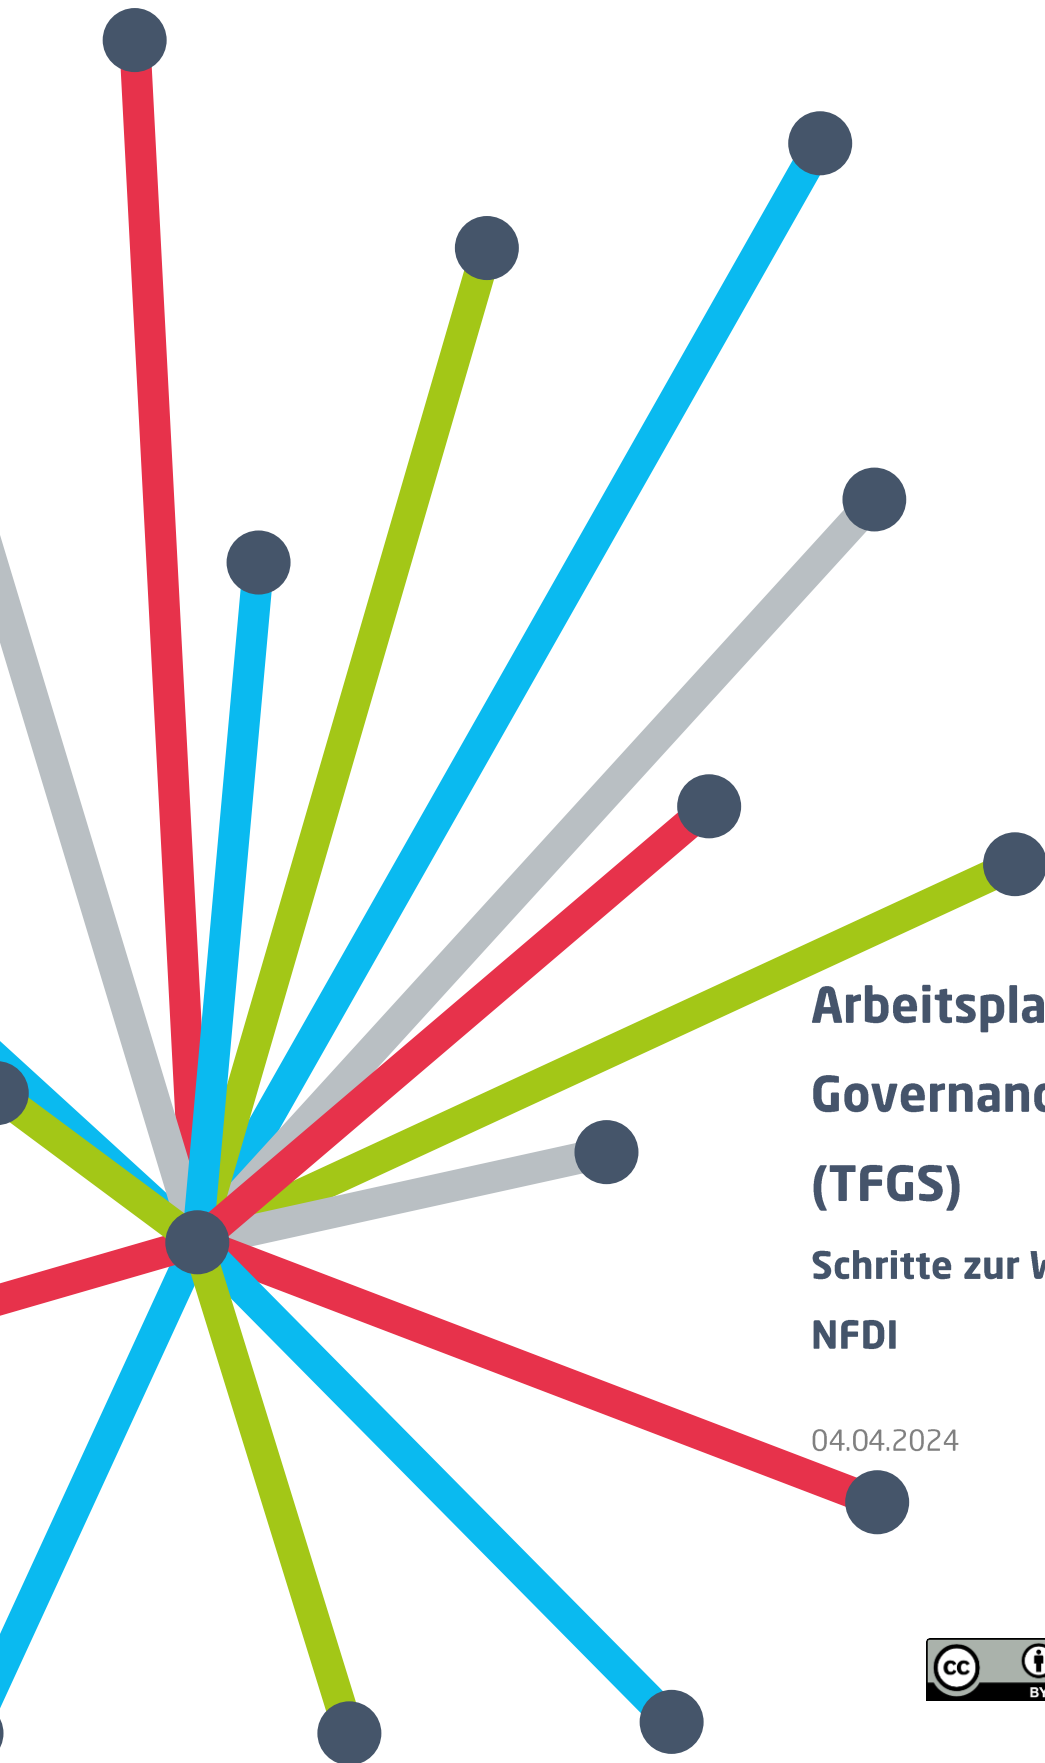 Arbeitspla
Governanc
(TFGS)
Schritte zur W
NFDI
04.04.2024
cc
BY